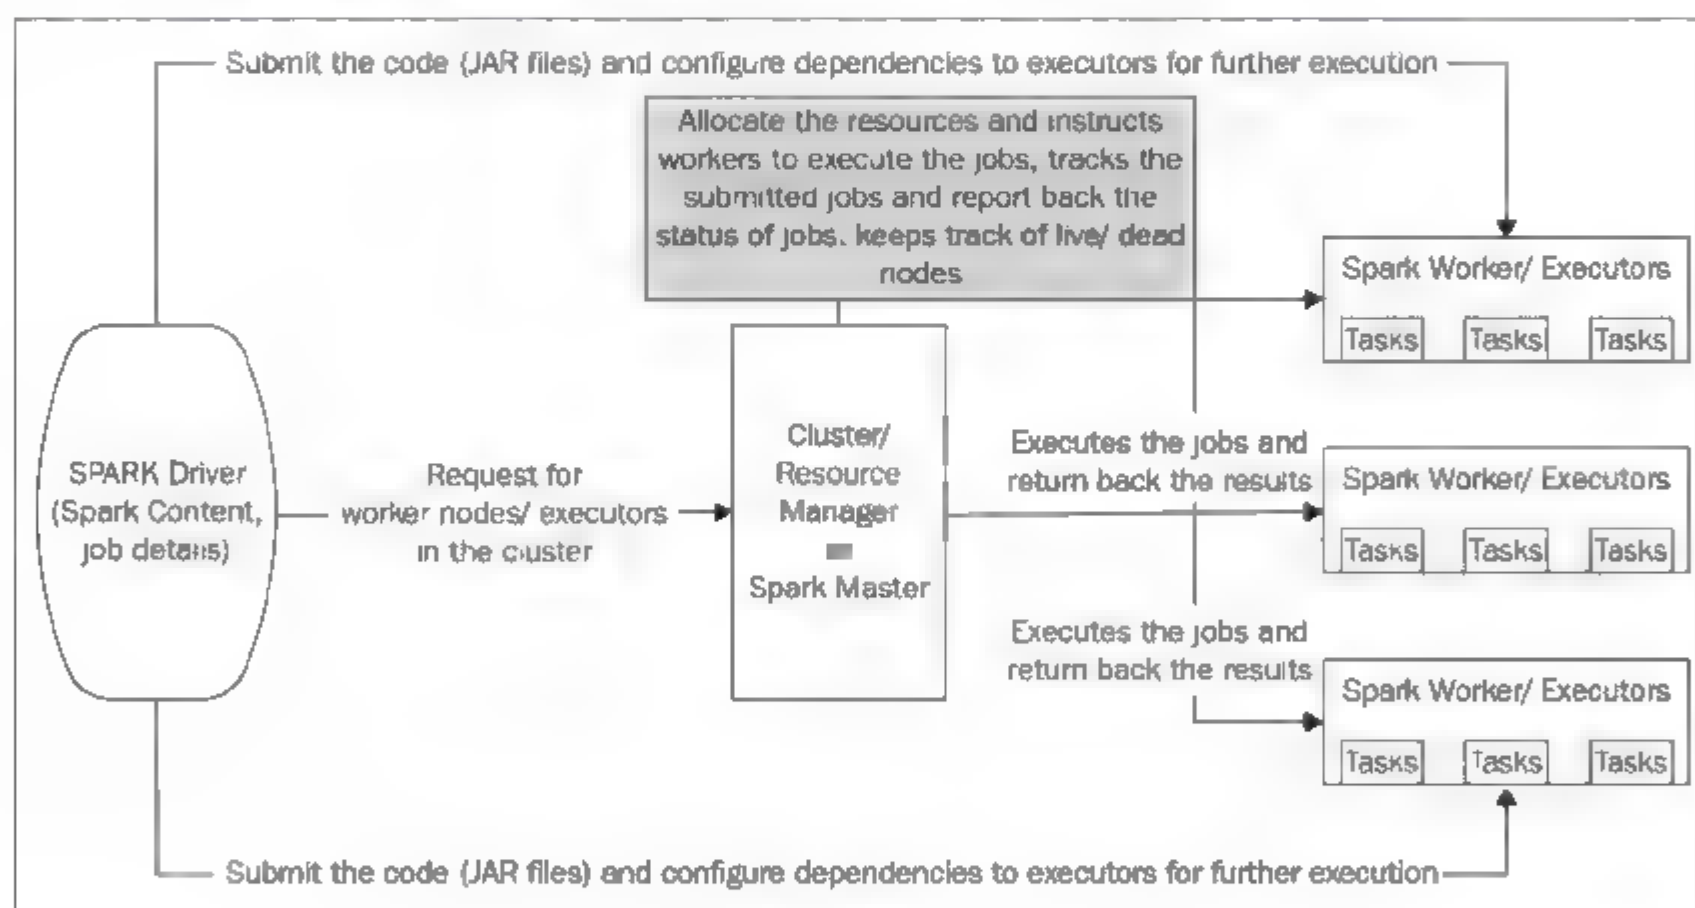 Submit the code (JAR files) and configure dependencies to executors for further execution
Allocate the resources and instructs
workers to execute the jobs, tracks the
submitted jobs and report back the
status of jobs. keeps track of live/ dead
nodes
Spark Worker/ Executors
Tasks Tasks Tasks
SPARK Driver
(Spark Content,
job details)
Request for
worker nodes/ executors
in the cluster
Cluster/
Resource
Manager
-
Spark Master
Executes the jobs and
return back the results
Spark Worker/ Executors
Tasks Tasks Tasks
Executes the jobs and
return back the results
Spark Worker/ Executors
Tasks Tasks Tasks
Submit the code (JAR files) and configure dependencies to executors for further execution